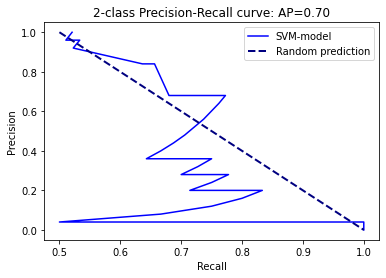 2-class Precision-Recall curve: AP=0.70
SVM-model
Random prediction
Precision
1.0
0.8
0.6
0.4
0.2
0.0
0.5
0.6
0.7
0.8
0.9
1.0
Recall